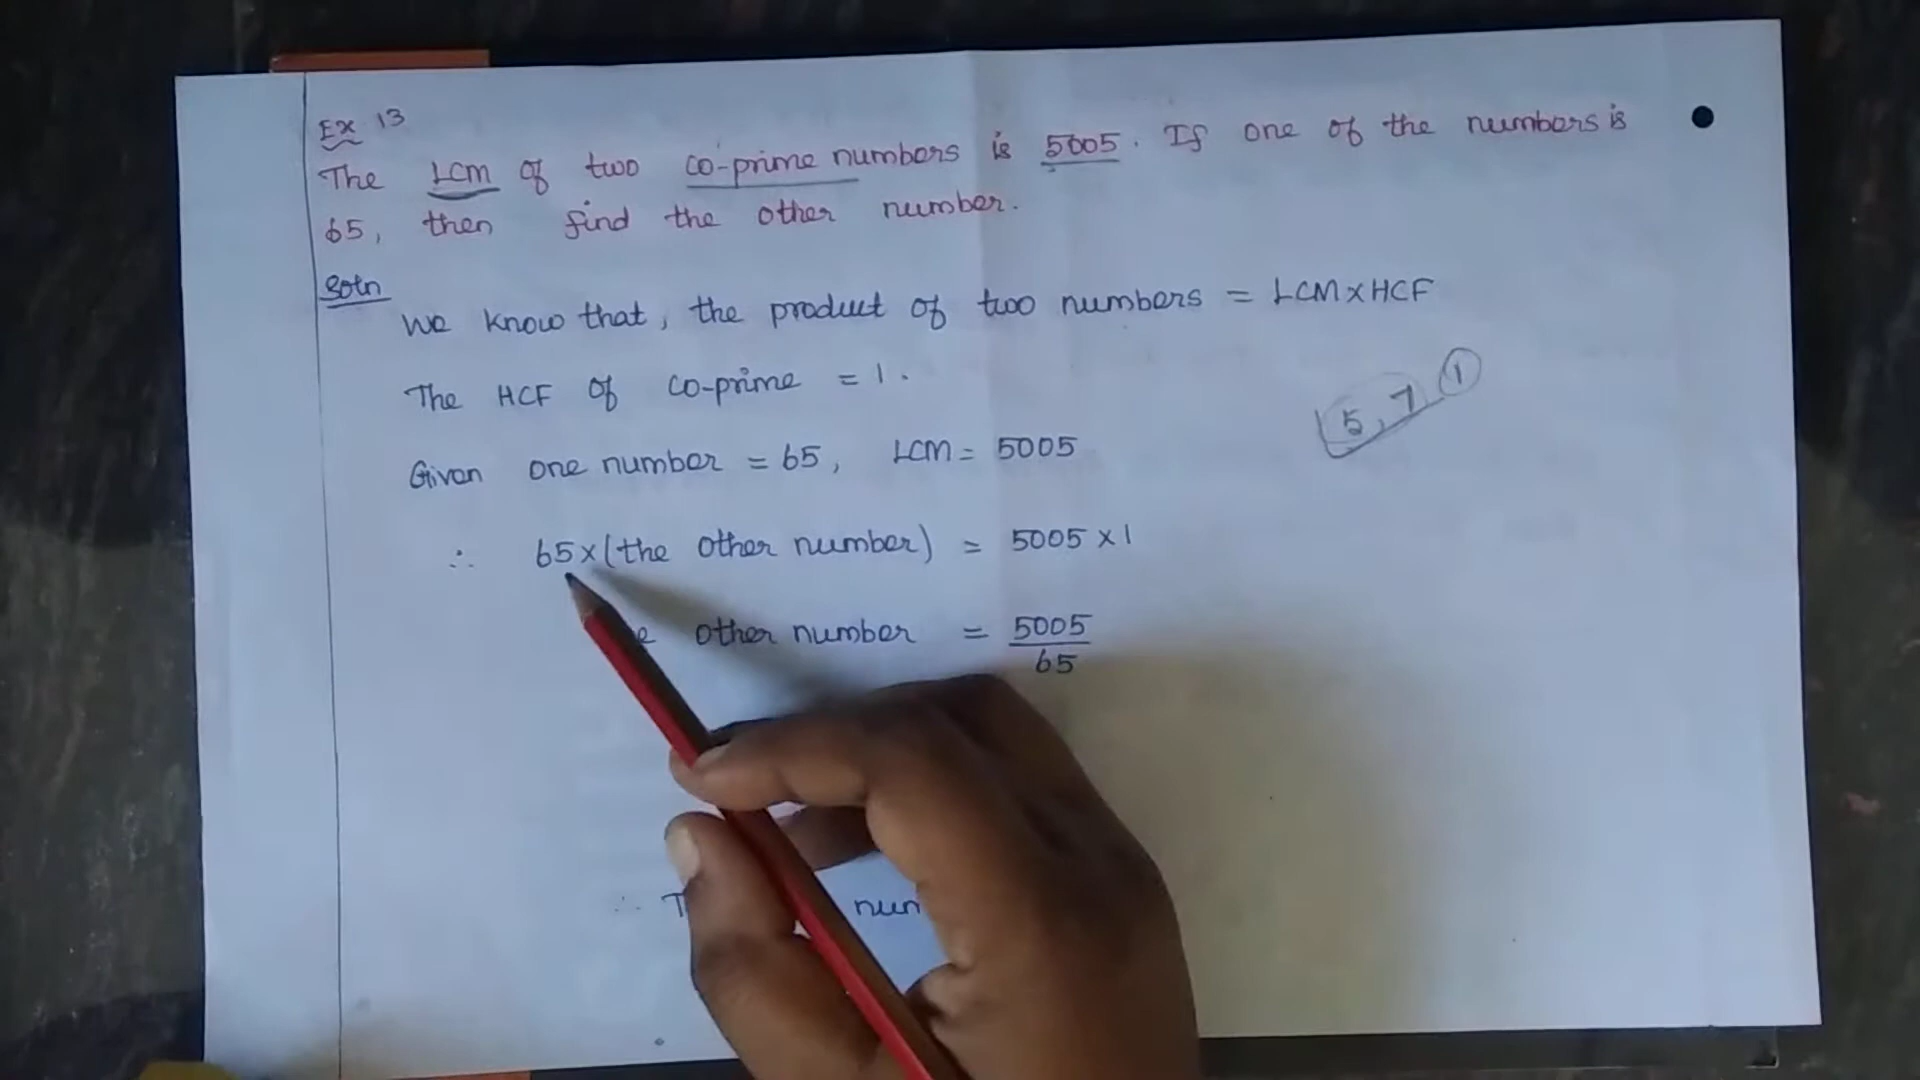 Ex 13
The LCM of two co-prime numbers is 5005. If one of the numbers is
65, then find the other number.
Soln
We know that, the product of two numbers = LCM x HCF
The HCF of co-prime = 1.
5, 7 1
Given one number = 65, LCM = 5005
∴ 65 x (the other number) = 5005 x 1
other number = 5005
65
∴